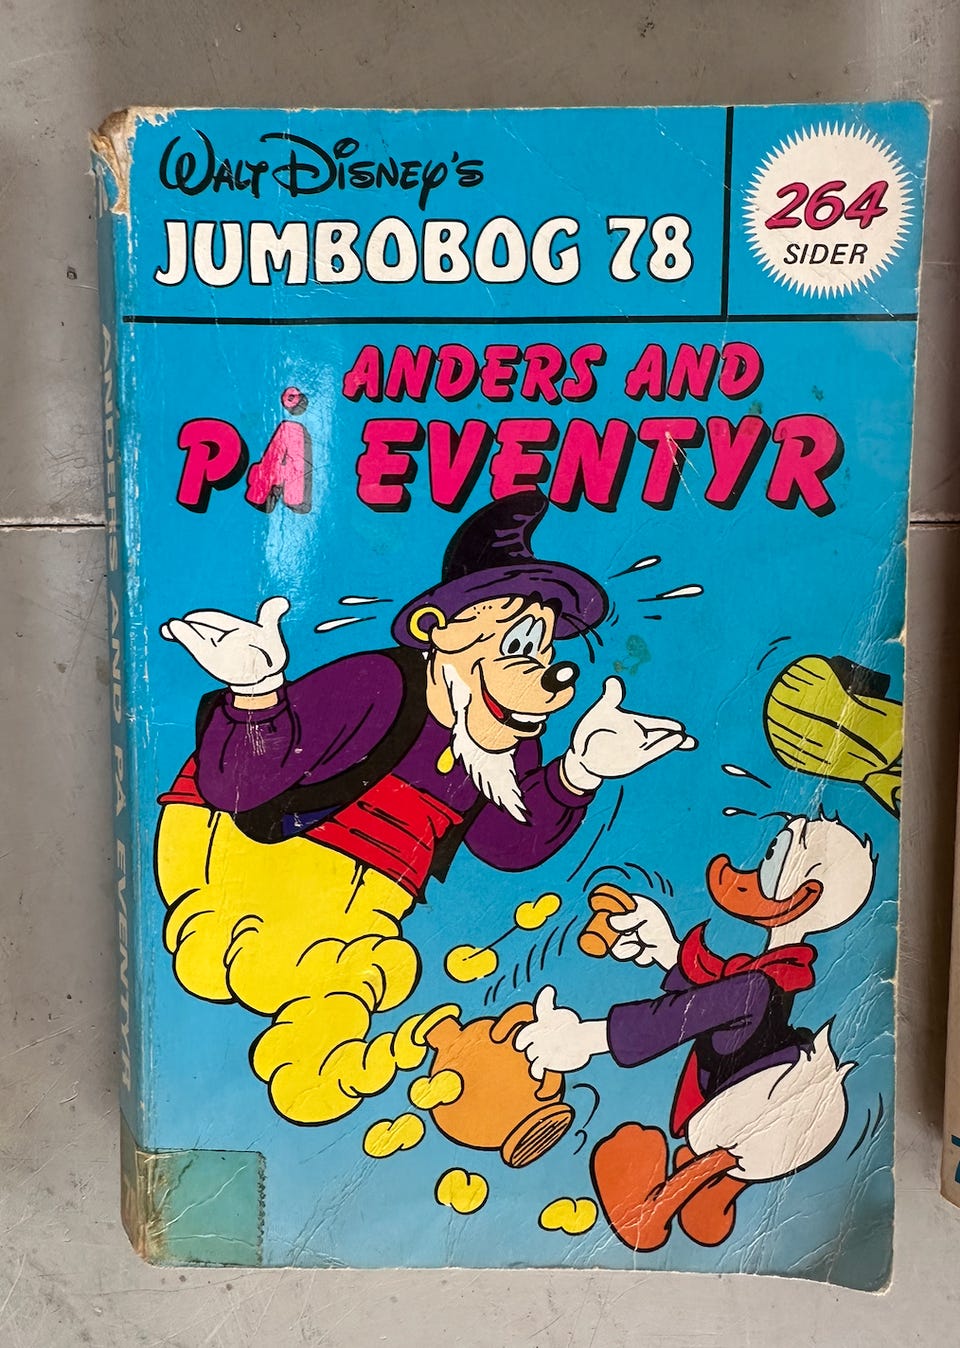 WALT DISNEY'S
JUMBOBOG 78
264
SIDER
ANDERS AND
PÅ EVENTYR
ANDERS AND PÅ EVENTYR